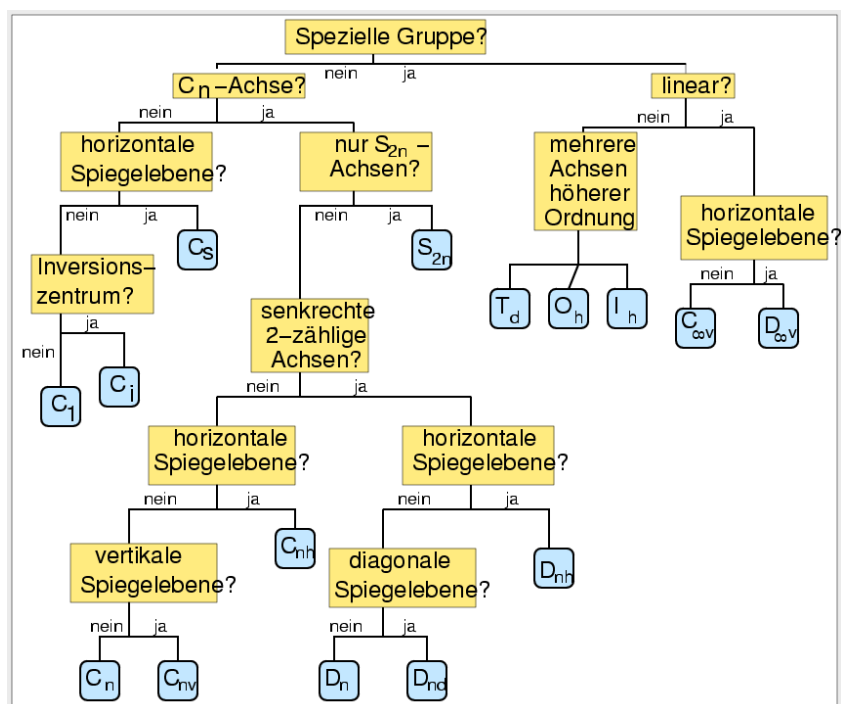 Spezielle Gruppe?
nein ja
Cn-Achse?
linear?
nein ja
nein ja
horizontale
Spiegelebene?
nur S2n-
Achsen?
mehrere
Achsen
höherer
Ordnung
horizontale
Spiegelebene?
nein ja
nein ja
nein ja
Cs
S2n
Inversions-
zentrum?
Td
Oh
Ih
C∞v
D∞v
ja
nein
C1
Ci
senkrechte
2-zählige
Achsen?
nein ja
horizontale
Spiegelebene?
horizontale
Spiegelebene?
nein ja
nein ja
Cnh
Dnh
vertikale
Spiegelebene?
diagonale
Spiegelebene?
nein ja
nein ja
Cn
Cnv
Dn
Dnd